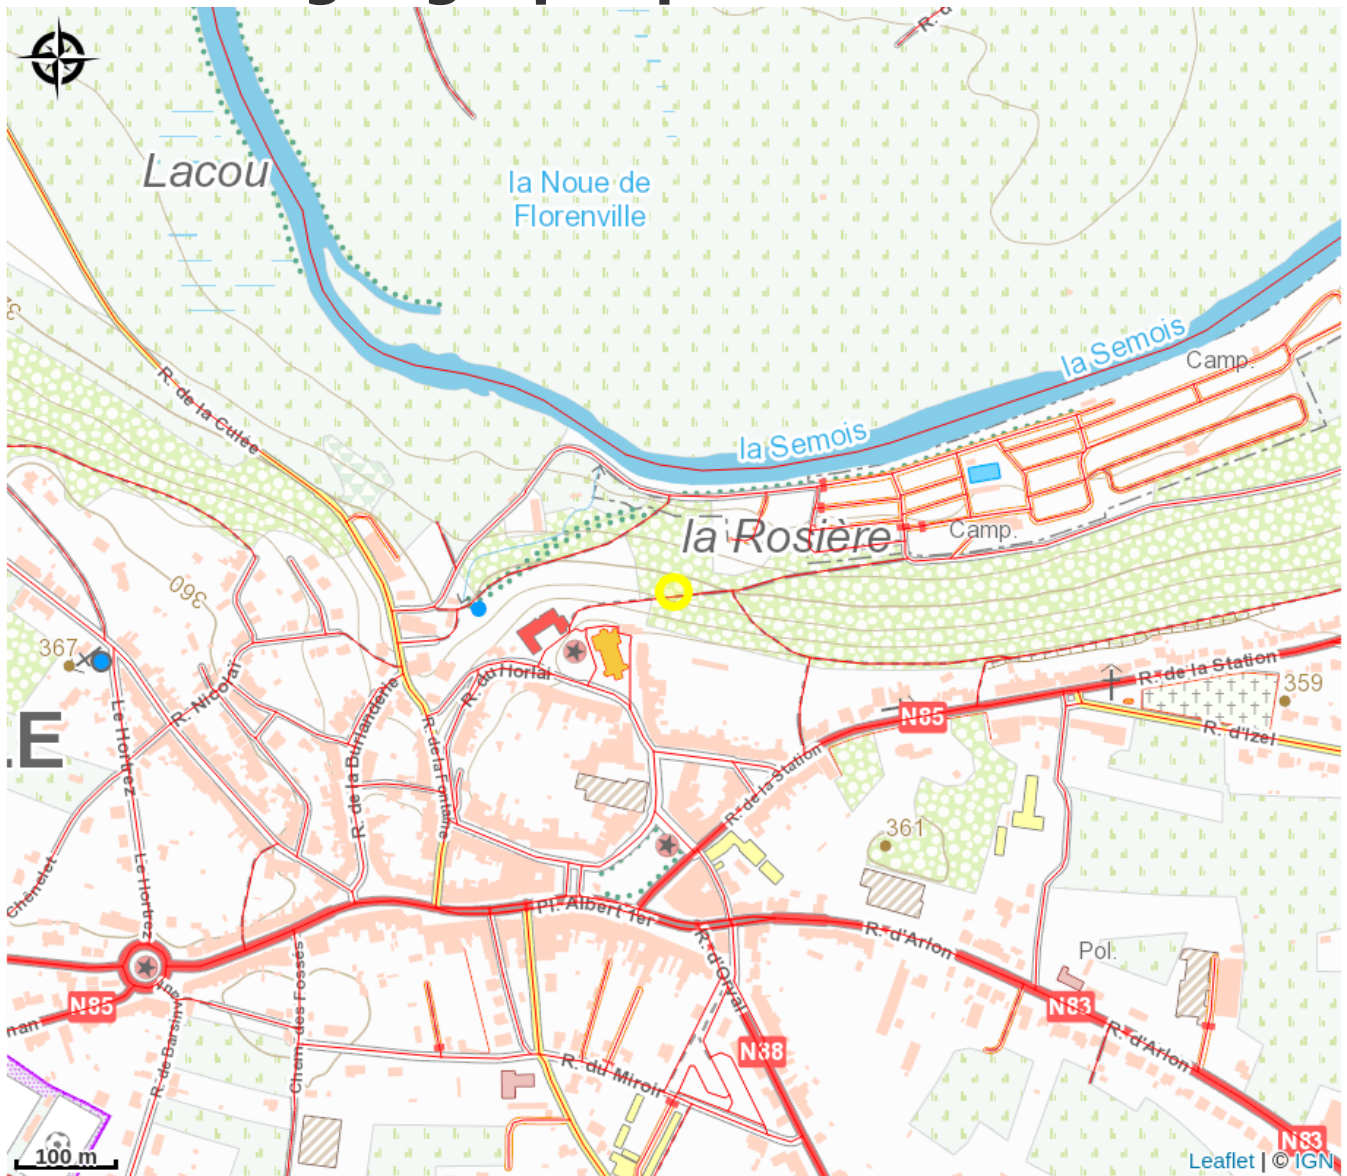 Lacou
la Noue de
Florenville
la Semois
Camp.
R. de la Culée
la Semois
la Rosière
Camp.
360
367
R. Nicolaï
R. du Horlai
R. de la Station
359
N85
R. d'Izel
LE
Le Hortrez
R. de la Burlanderie
R. de la Fontaine
R. de la Station
361
Chênclet
Le Hortrez
Pl. Albert 1er
R. d'Arlon
R. d'Orval
Pol.
N85
Chem. des Fossés
N83
R. d'Arlon
N88
R. du Miroir
N83
100 m
Leaflet | © IGN